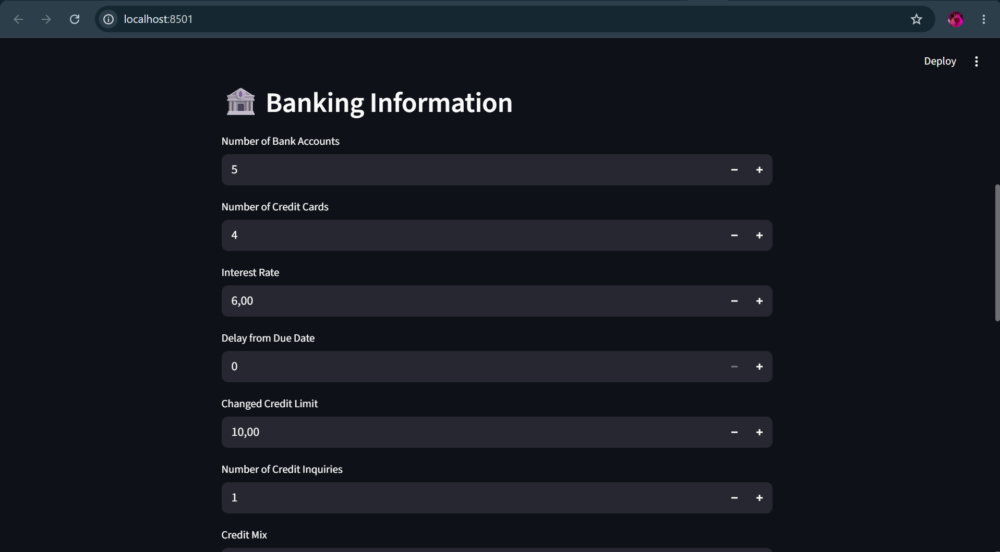 localhost:8501
Deploy
Banking Information
Number of Bank Accounts
5
Number of Credit Cards
4
Interest Rate
6,00
Delay from Due Date
0
Changed Credit Limit
10,00
Number of Credit Inquiries
1
Credit Mix